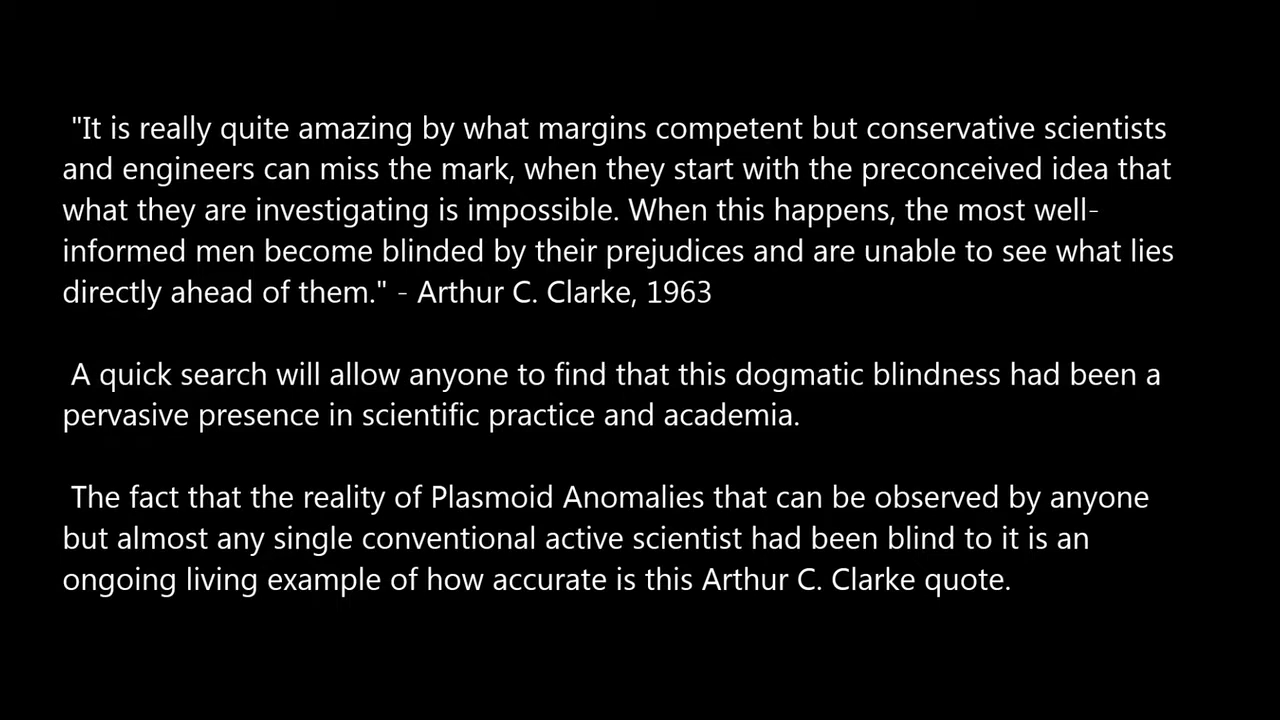 "It is really quite amazing by what margins competent but conservative scientists
and engineers can miss the mark, when they start with the preconceived idea that
what they are investigating is impossible. When this happens, the most well-
informed men become blinded by their prejudices and are unable to see what lies
directly ahead of them." - Arthur C. Clarke, 1963
A quick search will allow anyone to find that this dogmatic blindness had been a
pervasive presence in scientific practice and academia.
The fact that the reality of Plasmoid Anomalies that can be observed by anyone
but almost any single conventional active scientist had been blind to it is an
ongoing living example of how accurate is this Arthur C. Clarke quote.